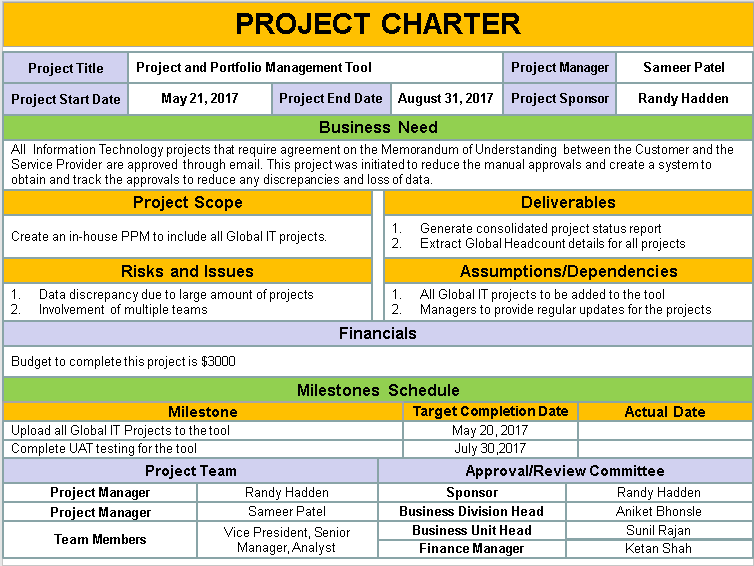 PROJECT CHARTER
Project Title Project and Portfolio Management Tool Project Manager Sameer Patel
Project Start Date May 21, 2017 Project End Date August 31, 2017 Project Sponsor Randy Hadden
Business Need
All Information Technology projects that require agreement on the Memorandum of Understanding between the Customer and the
Service Provider are approved through email. This project was initiated to reduce the manual approvals and create a system to
obtain and track the approvals to reduce any discrepancies and loss of data.
Project Scope
Create an in-house PPM to include all Global IT projects.
Deliverables
1. Generate consolidated project status report
2. Extract Global Headcount details for all projects
Risks and Issues
1. Data discrepancy due to large amount of projects
2. Involvement of multiple teams
Assumptions/Dependencies
1. All Global IT projects to be added to the tool
2. Managers to provide regular updates for the projects
Financials
Budget to complete this project is $3000
Milestones Schedule
Milestone Target Completion Date Actual Date
Upload all Global IT Projects to the tool May 20, 2017
Complete UAT testing for the tool July 30,2017
Project Team
Project Manager Randy Hadden
Project Manager Sameer Patel
Team Members Vice President, Senior
Manager, Analyst
Approval/Review Committee
Sponsor Randy Hadden
Business Division Head Aniket Bhonsle
Business Unit Head Sunil Rajan
Finance Manager Ketan Shah